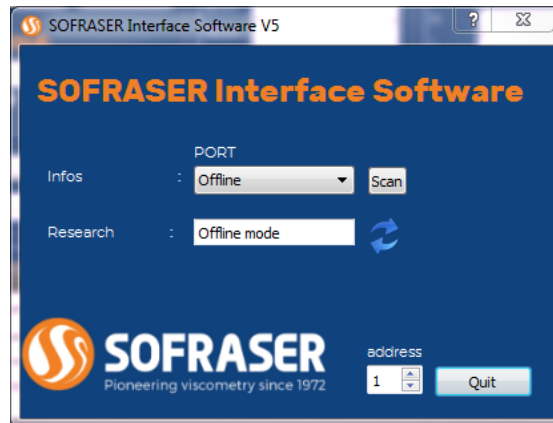 SOFRASER Interface Software V5
?
SOFRASER Interface Software
PORT
Infos : Offline Scan
Research : Offline mode
SOFRASER
Pioneering viscometry since 1972
address
1 Quit